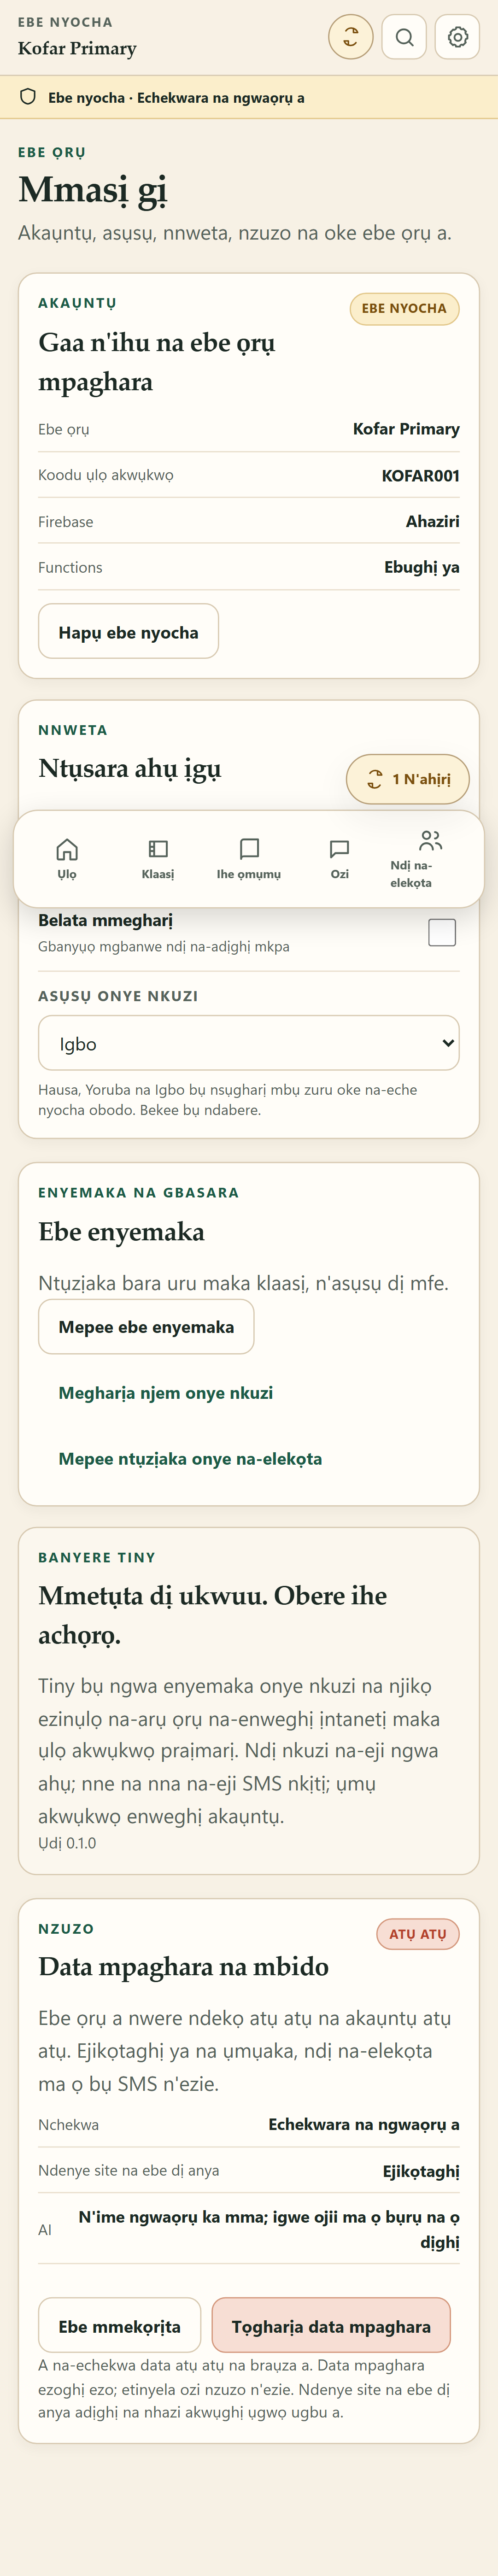 EBE NYOCHA
Kofar Primary
Ebe nyocha · Echekwara na ngwaọrụ a
EBE ỌRỤ
Mmasị gị
Akaụntụ, asụsụ, nnweta, nzuzo na oke ebe ọrụ a.
AKAỤNTỤ
EBE NYOCHA
Gaa n'ihu na ebe ọrụ
mpaghara
Ebe ọrụ
Kofar Primary
Koodu ụlọ akwụkwọ
KOFAR001
Firebase
Ahaziri
Functions
Ebughị ya
Hapụ ebe nyocha
NNWETA
Ntụsara ahụ ịgụ
1 N'ahịrị
Ụlọ
Klaasị
Ihe ọmụmụ
Ozi
Ndị na-
elekọta
Belata mmegharị
Gbanyụọ mgbanwe ndị na-adịghị mkpa
ASỤSỤ ONYE NKUZI
Igbo
Hausa, Yoruba na Igbo bụ nsụgharị mbụ zuru oke na-eche
nyocha obodo. Bekee bụ ndabere.
ENYEMAKA NA GBASARA
Ebe enyemaka
Ntụzịaka bara uru maka klaasị, n'asụsụ dị mfe.
Mepee ebe enyemaka
Megharịa njem onye nkuzi
Mepee ntụzịaka onye na-elekọta
BANYERE TINY
Mmetụta dị ukwuu. Obere ihe
achọrọ.
Tiny bụ ngwa enyemaka onye nkuzi na njikọ
ezinụlọ na-arụ ọrụ na-enweghị ịntanetị maka
ụlọ akwụkwọ praịmarị. Ndị nkuzi na-eji ngwa
ahụ; nne na nna na-eji SMS nkịtị; ụmụ
akwụkwọ enweghị akaụntụ.
Ụdị 0.1.0
NZUZO
ATỤ ATỤ
Data mpaghara na mbido
Ebe ọrụ a nwere ndekọ atụ atụ na akaụntụ atụ
atụ. Ejikọtaghị ya na ụmụaka, ndị na-elekọta
ma ọ bụ SMS n'ezie.
Nchekwa
Echekwara na ngwaọrụ a
Ndenye site na ebe dị anya
Ejikọtaghị
AI
N'ime ngwaọrụ ka mma; igwe ojii ma ọ bụrụ na ọ
dịghị
Ebe mmekọrịta
Tọgharịa data mpaghara
A na-echekwa data atụ atụ na braụza a. Data mpaghara
ezoghị ezo; etinyela ozi nzuzo n'ezie. Ndenye site na ebe dị
anya adịghị na nhazi akwụghị ụgwọ ugbu a.